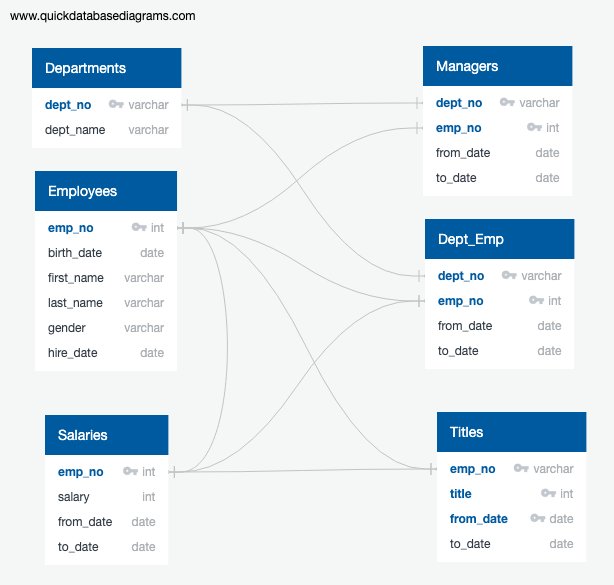 www.quickdatabasediagrams.com
Departments
dept_no varchar
dept_name varchar
Employees
emp_no int
birth_date date
first_name varchar
last_name varchar
gender varchar
hire_date date
Salaries
emp_no int
salary int
from_date date
to_date date
Managers
dept_no varchar
emp_no int
from_date date
to_date date
Dept_Emp
dept_no varchar
emp_no int
from_date date
to_date date
Titles
emp_no varchar
title int
from_date date
to_date date